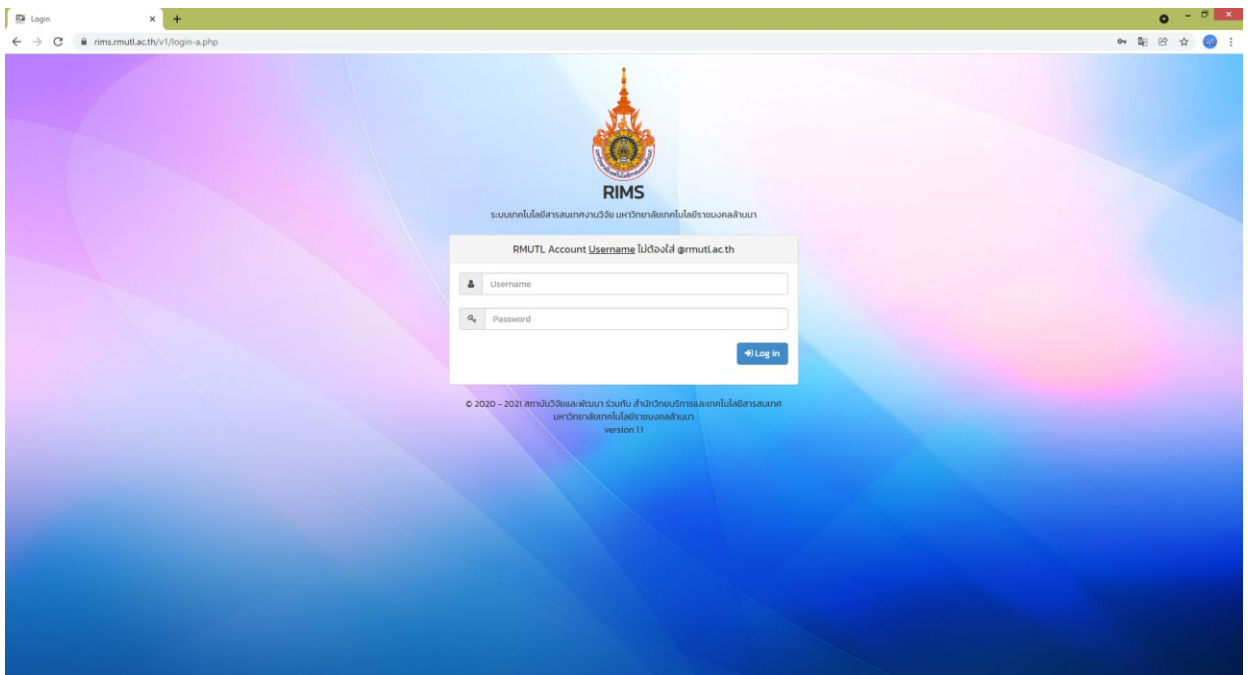 Login
rims.rmutl.ac.th/v1/login-a.php
RIMS
ระบบเทคโนโลยีสารสนเทศงานวิจัย มหาวิทยาลัยเทคโนโลยีราชมงคลล้านนา
RMUTL Account Username ไม่ต้องใส่ @rmutl.ac.th
Username
Password
Log in
© 2020 - 2021 สถาบันวิจัยและพัฒนา ร่วมกับ สำนักวิทยบริการและเทคโนโลยีสารสนเทศ
มหาวิทยาลัยเทคโนโลยีราชมงคลล้านนา
version 1.1